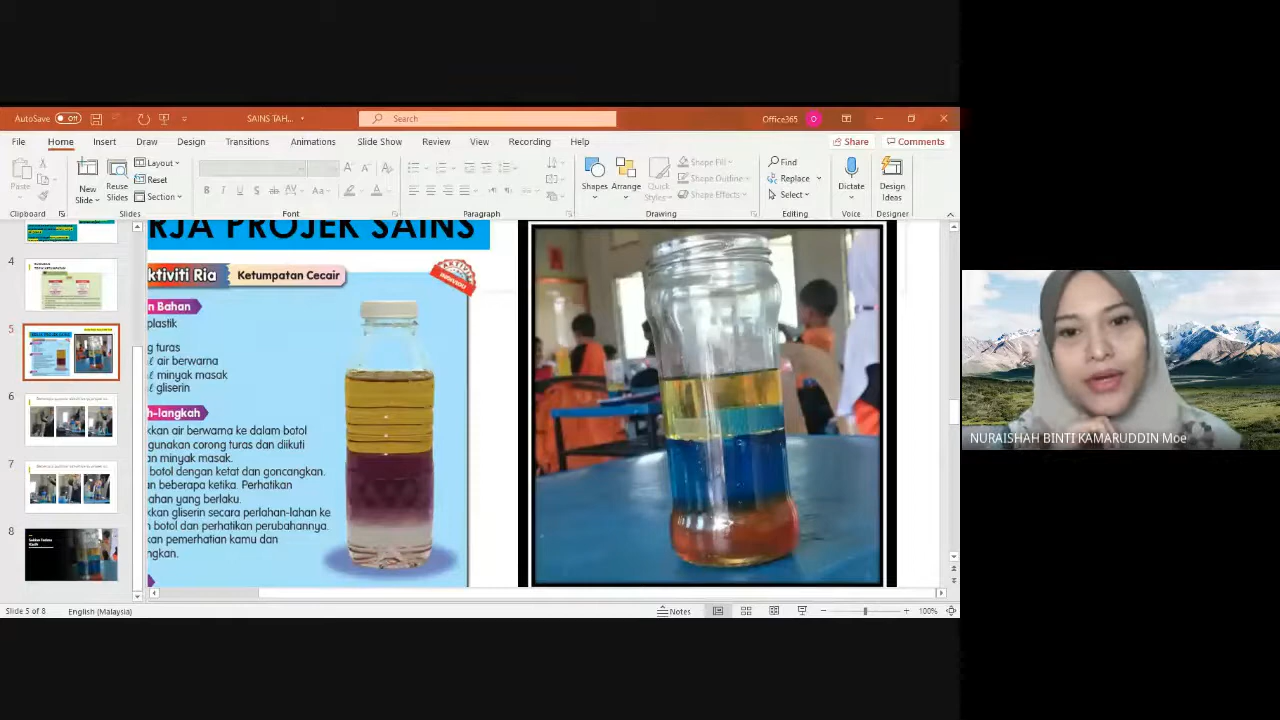 AutoSave Off
SAINS TAH...
Search
Office365
O
File Home Insert Draw Design Transitions Animations Slide Show Review View Recording Help
Share
Comments
Paste
New Slide
Reuse Slides
Layout
Reset
Section
B I U S ab AV Aa
Shapes
Arrange
Quick Styles
Shape Fill
Shape Outline
Shape Effects
Find
Replace
Select
Dictate
Design Ideas
Clipboard
Slides
Font
Paragraph
Drawing
Editing
Voice
Designer
4
5
6
7
8
RJA PROJEK SAINS
ktiviti Ria
Ketumpatan Cecair
n Bahan
plastik
g turas
ℓ air berwarna
ℓ minyak masak
ℓ gliserin
h-langkah
kkan air berwarna ke dalam botol
gunakan corong turas dan diikuti
an minyak masak.
botol dengan ketat dan goncangkan.
n beberapa ketika. Perhatikan
bahan yang berlaku.
kkan gliserin secara perlahan-lahan ke
n botol dan perhatikan perubahannya.
kan pemerhatian kamu dan
ngkan.
NURAISHAH BINTI KAMARUDDIN Moe
Slide 5 of 8
English (Malaysia)
Notes
100%